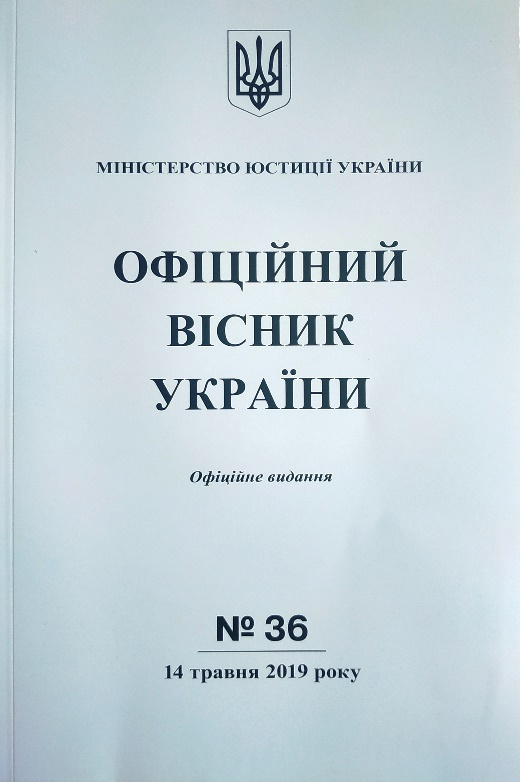 МІНІСТЕРСТВО ЮСТИЦІЇ УКРАЇНИ
ОФІЦІЙНИЙ
ВІСНИК
УКРАЇНИ
Офіційне видання
№ 36
14 травня 2019 року